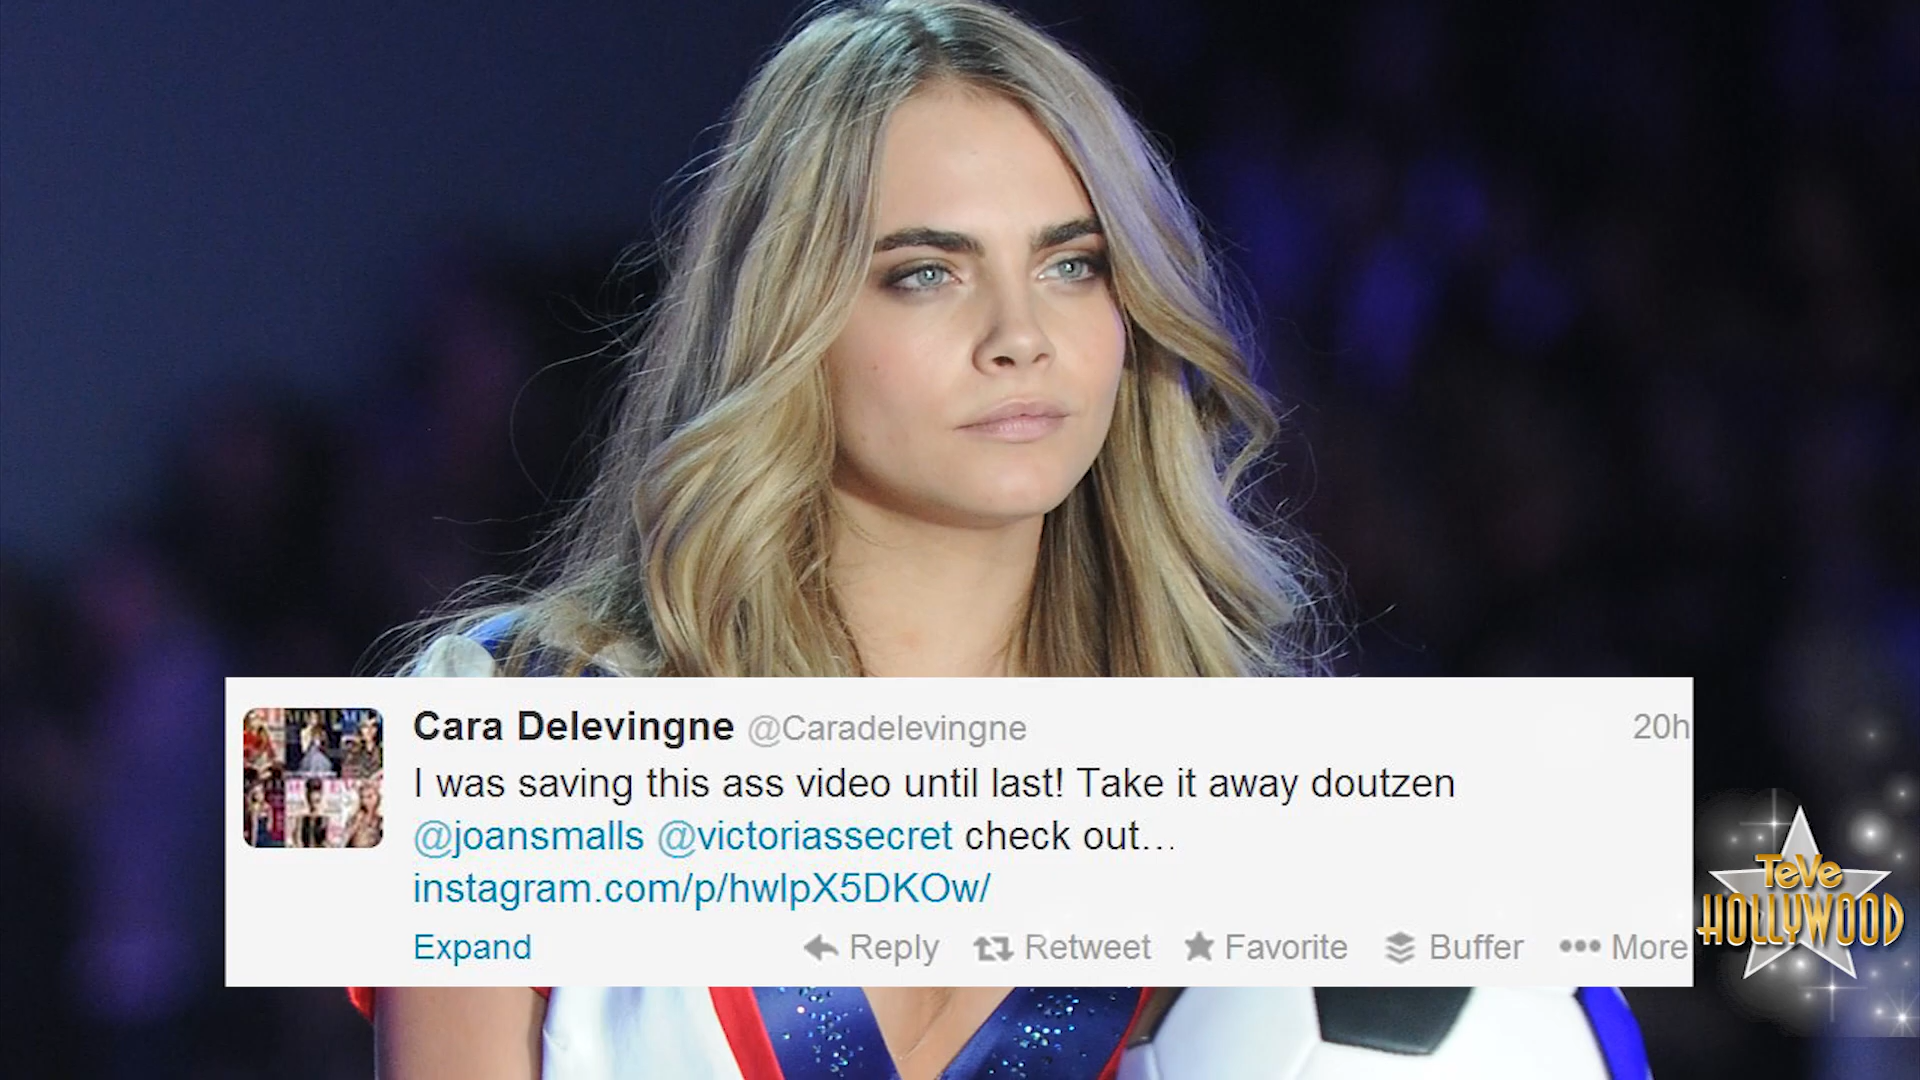 Cara Delevingne @Caradelevingne 20h
I was saving this ass video until last! Take it away doutzen
@joansmalls @victoriassecret check out…
instagram.com/p/hwlpX5DKOw/
Expand Reply Retweet Favorite Buffer More
TeVe
HOLLYWOOD